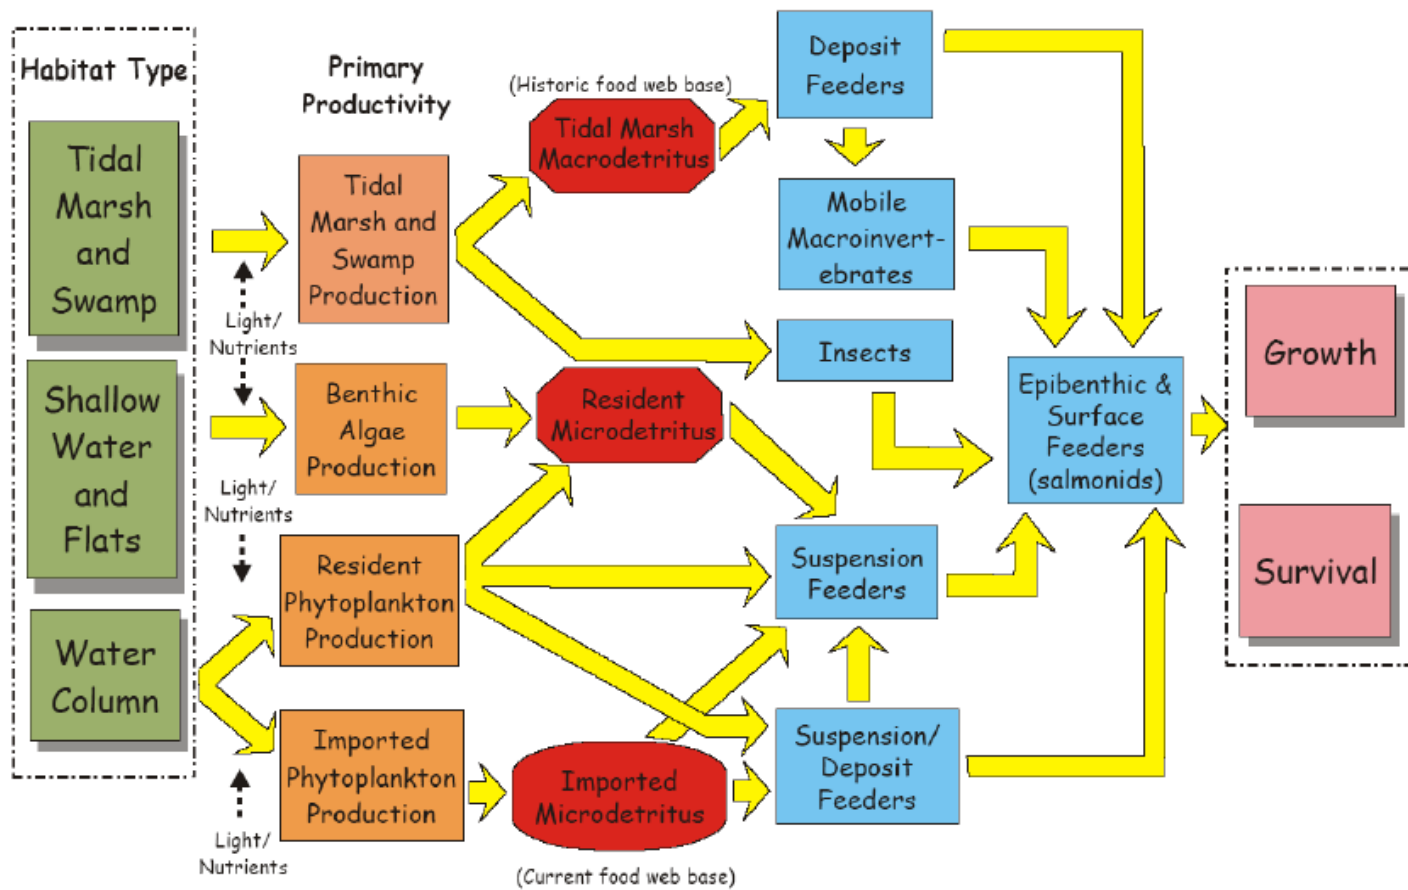 Habitat Type
Tidal
Marsh
and
Swamp
Shallow
Water
and
Flats
Water
Column
Light/
Nutrients
Light/
Nutrients
Light/
Nutrients
Primary
Productivity
Tidal
Marsh and
Swamp
Production
Benthic
Algae
Production
Resident
Phytoplankton
Production
Imported
Phytoplankton
Production
(Historic food web base)
Tidal Marsh
Macrodetritus
Resident
Microdetritus
Imported
Microdetritus
(Current food web base)
Deposit
Feeders
Mobile
Macroinvert-
ebrates
Insects
Suspension
Feeders
Suspension/
Deposit
Feeders
Epibenthic &
Surface
Feeders
(salmonids)
Growth
Survival